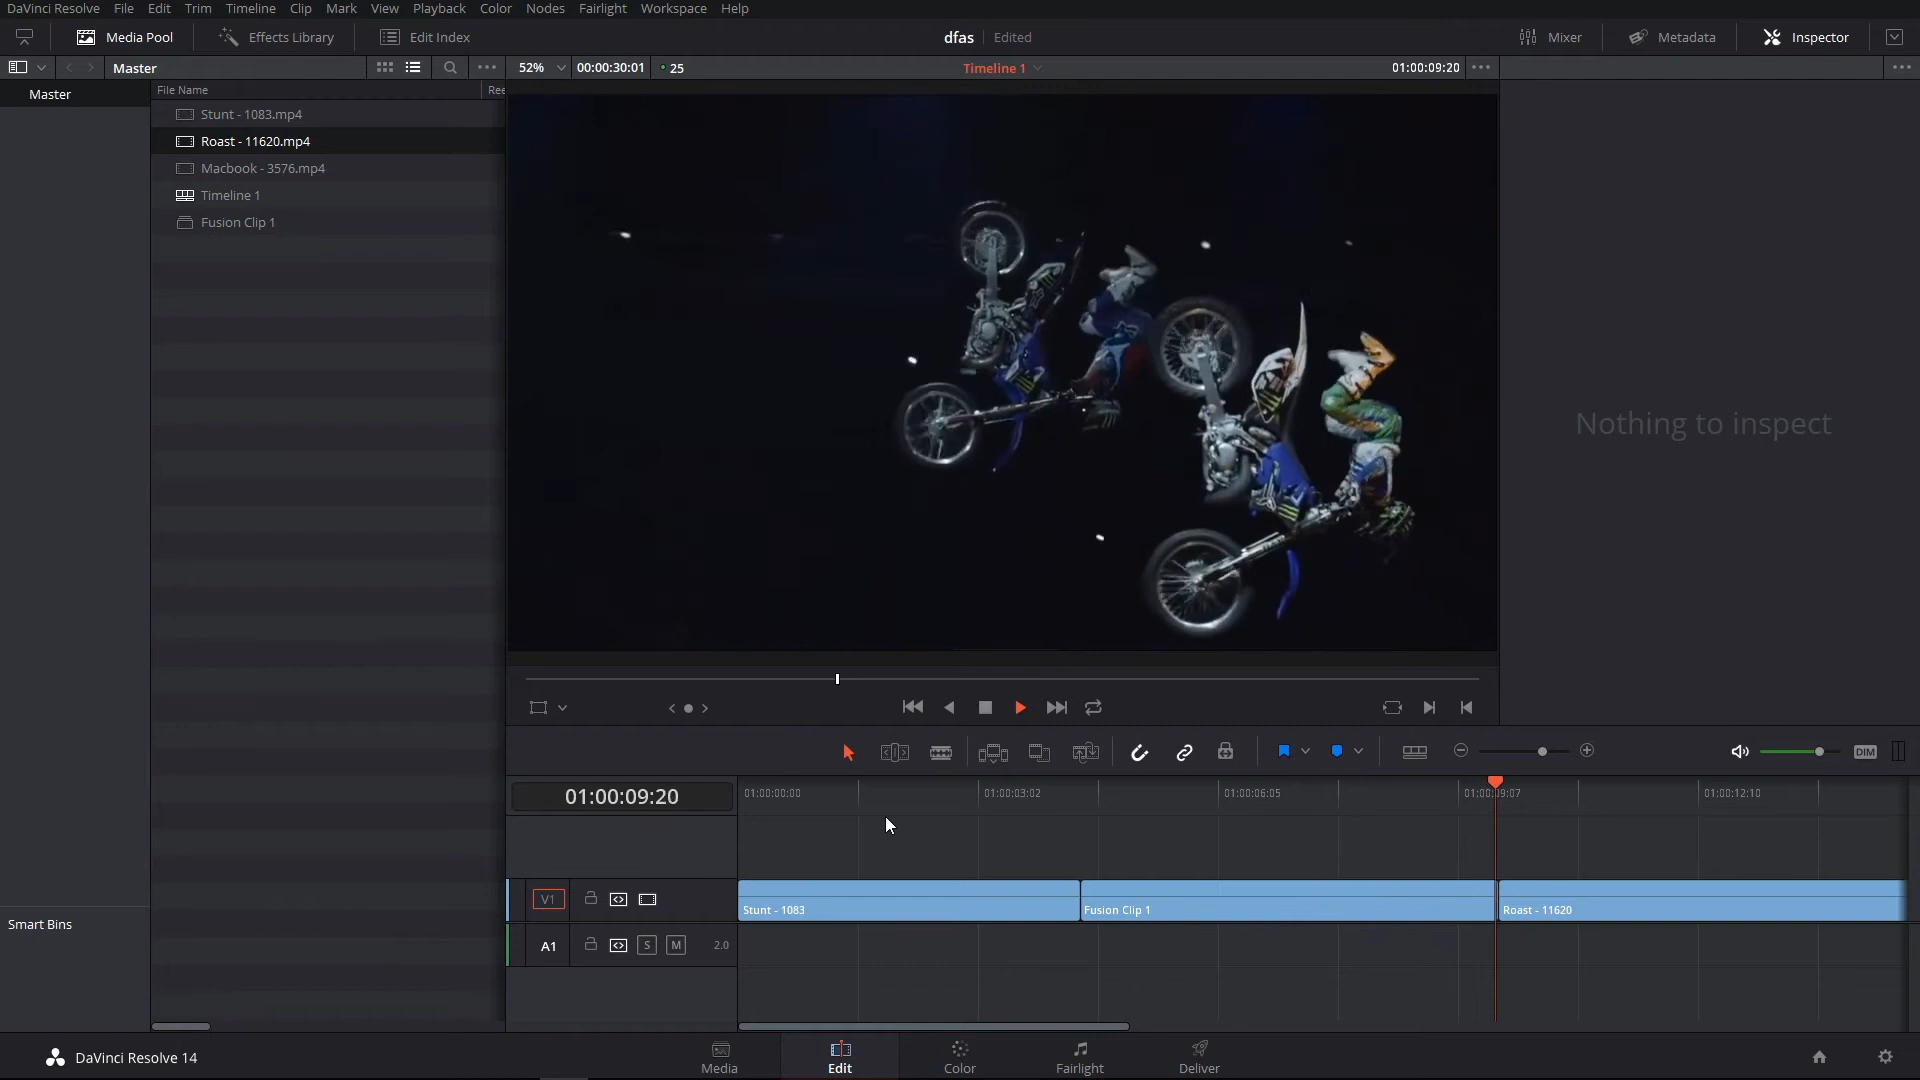 DaVinci Resolve File Edit Trim Timeline Clip Mark View Playback Color Nodes Fairlight Workspace Help
Media Pool Effects Library Edit Index dfas Edited Mixer Metadata Inspector
Master 52% 00:00:30:01 25 Timeline 1 01:00:09:20
Master File Name Ree
Stunt - 1083.mp4
Roast - 11620.mp4
Macbook - 3576.mp4
Timeline 1
Fusion Clip 1
Nothing to inspect
DIM
01:00:09:20 01:00:00:00 01:00:03:02 01:00:06:05 01:00:09:07 01:00:12:10
V1 Stunt - 1083 Fusion Clip 1 Roast - 11620
Smart Bins
A1 S M 2.0
DaVinci Resolve 14 Media Edit Color Fairlight Deliver